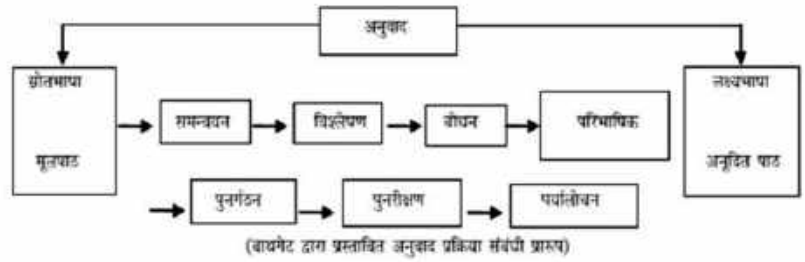 अनुवाद
स्रोतभाषा
मूलपाठ
समन्वयन
विश्लेषण
बोधन
परिभाषिक
लक्ष्यभाषा
अनूदित पाठ
पुनर्गठन
पुनरीक्षण
पर्यालोचन
(बाथगेट द्वारा प्रस्तावित अनुवाद प्रक्रिया संबंधी प्रारूप)